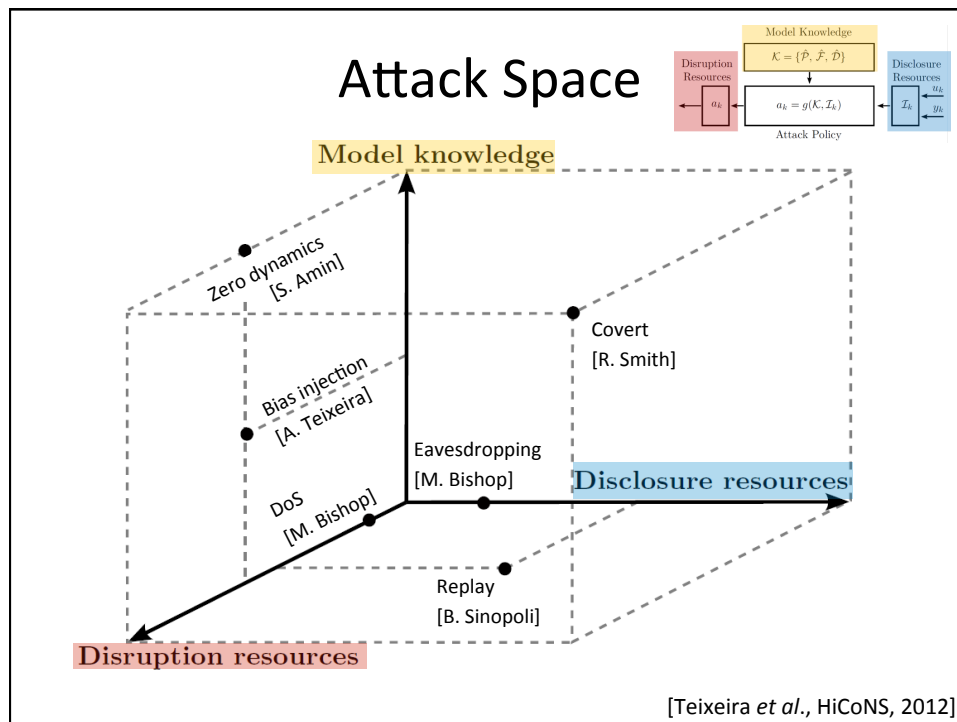 Attack Space
Model Knowledge
𝒦 = {𝒫̂, ℱ̂, 𝒟̂}
Disruption
Resources
Disclosure
Resources
a_k
a_k = g(𝒦, ℐ_k)
ℐ_k
u_k
y_k
Attack Policy
Model knowledge
Zero dynamics
[S. Amin]
Covert
[R. Smith]
Bias injection
[A. Teixeira]
Eavesdropping
[M. Bishop]
Disclosure resources
DoS
[M. Bishop]
Replay
[B. Sinopoli]
Disruption resources
[Teixeira et al., HiCoNS, 2012]